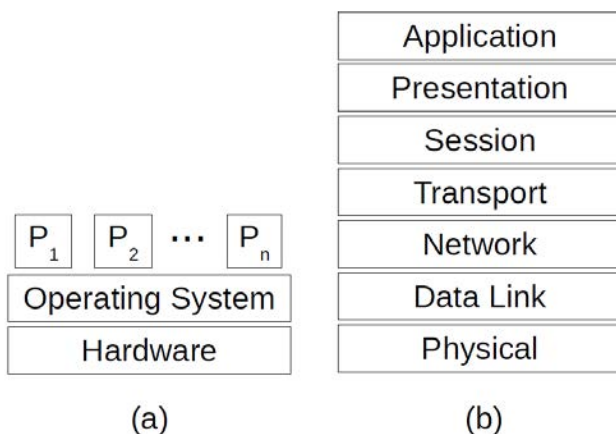 P1 P2 ... Pn
Operating System
Hardware
(a)
Application
Presentation
Session
Transport
Network
Data Link
Physical
(b)